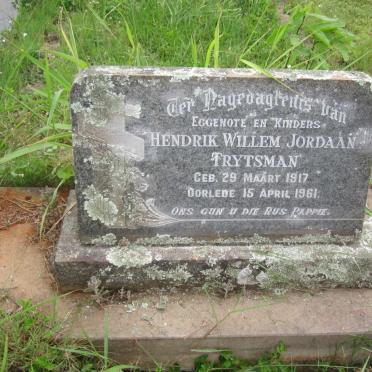 Ter Nagedagtenis van
Eggenote en Kinders
Hendrik Willem Jordaan
Trytsman
Geb. 29 Maart 1917
Oorlede 15 April 1961.
Ons gun u die rus Pappie.